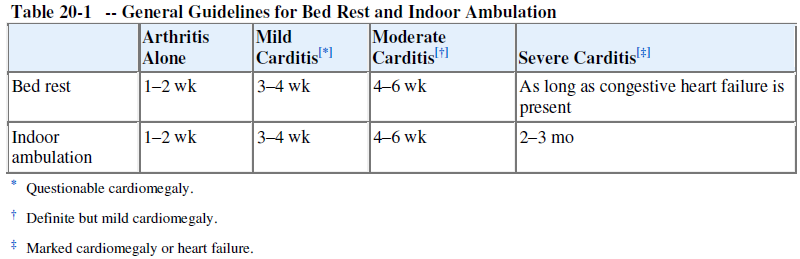 Table 20-1 -- General Guidelines for Bed Rest and Indoor Ambulation
Arthritis Alone Mild Carditis[*] Moderate Carditis[†] Severe Carditis[‡]
Bed rest 1–2 wk 3–4 wk 4–6 wk As long as congestive heart failure is present
Indoor ambulation 1–2 wk 3–4 wk 4–6 wk 2–3 mo
* Questionable cardiomegaly.
† Definite but mild cardiomegaly.
‡ Marked cardiomegaly or heart failure.